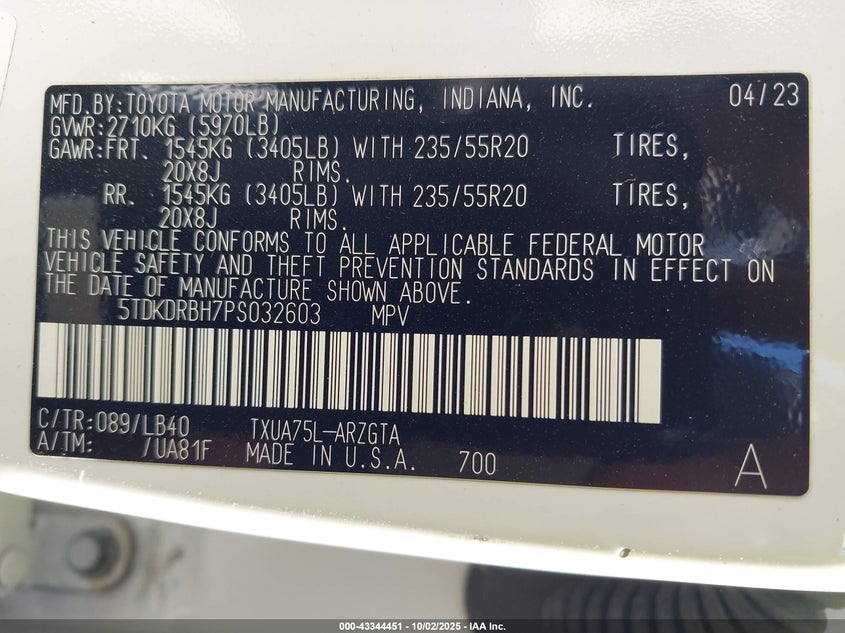 MFD.BY:TOYOTA MOTOR MANUFACTURING, INDIANA, INC. 04/23
GVWR:2710KG (5970LB)
GAWR:FRT. 1545KG (3405LB) WITH 235/55R20 TIRES,
20X8J RIMS.
RR. 1545KG (3405LB) WITH 235/55R20 TIRES,
20X8J RIMS.
THIS VEHICLE CONFORMS TO ALL APPLICABLE FEDERAL MOTOR
VEHICLE SAFETY AND THEFT PREVENTION STANDARDS IN EFFECT ON
THE DATE OF MANUFACTURE SHOWN ABOVE.
5TDKDRBH7PS032603 MPV
C/TR:089/LB40 TXUA75L-ARZGTA
A/TM: /UA81F MADE IN U.S.A. 700 A
000-43344451 - 10/02/2025 - IAA Inc.